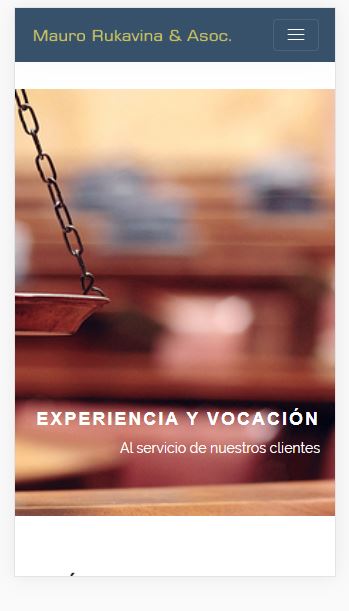 Mauro Rukavina & Asoc.
EXPERIENCIA Y VOCACIÓN
Al servicio de nuestros clientes